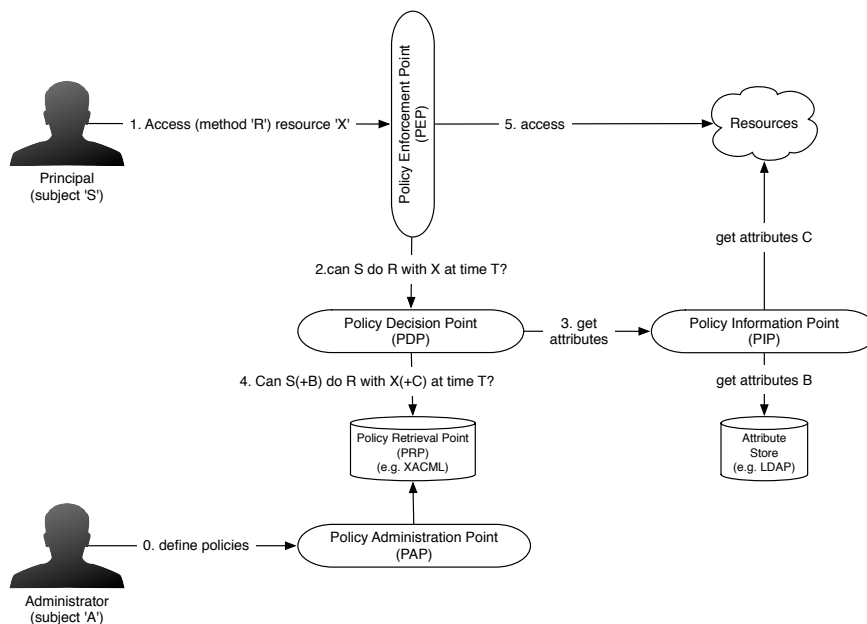 Policy Enforcement Point
(PEP)
1. Access (method 'R') resource 'X'
5. access
Resources
Principal
(subject 'S')
get attributes C
2.can S do R with X at time T?
Policy Decision Point
(PDP)
3. get
attributes
Policy Information Point
(PIP)
4. Can S(+B) do R with X(+C) at time T?
get attributes B
Policy Retrieval Point
(PRP)
(e.g. XACML)
Attribute
Store
(e.g. LDAP)
0. define policies
Policy Administration Point
(PAP)
Administrator
(subject 'A')